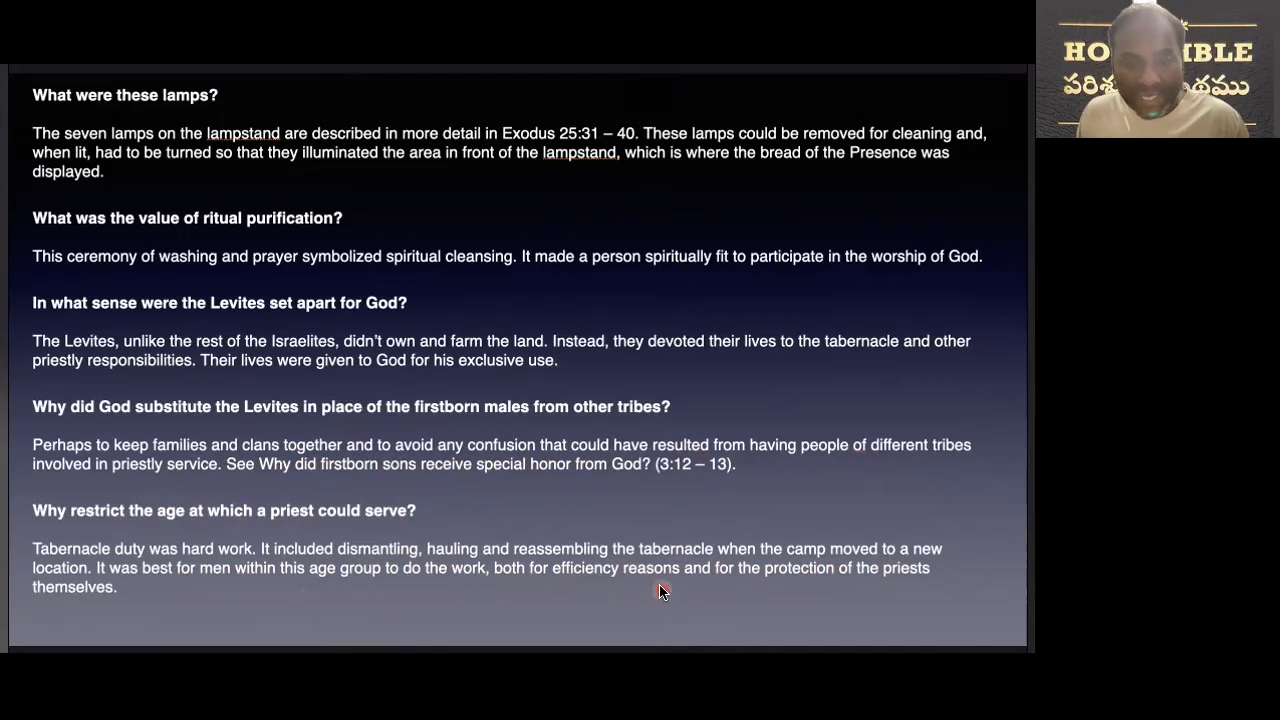 What were these lamps?
The seven lamps on the lampstand are described in more detail in Exodus 25:31 – 40. These lamps could be removed for cleaning and,
when lit, had to be turned so that they illuminated the area in front of the lampstand, which is where the bread of the Presence was
displayed.
What was the value of ritual purification?
This ceremony of washing and prayer symbolized spiritual cleansing. It made a person spiritually fit to participate in the worship of God.
In what sense were the Levites set apart for God?
The Levites, unlike the rest of the Israelites, didn’t own and farm the land. Instead, they devoted their lives to the tabernacle and other
priestly responsibilities. Their lives were given to God for his exclusive use.
Why did God substitute the Levites in place of the firstborn males from other tribes?
Perhaps to keep families and clans together and to avoid any confusion that could have resulted from having people of different tribes
involved in priestly service. See Why did firstborn sons receive special honor from God? (3:12 – 13).
Why restrict the age at which a priest could serve?
Tabernacle duty was hard work. It included dismantling, hauling and reassembling the tabernacle when the camp moved to a new
location. It was best for men within this age group to do the work, both for efficiency reasons and for the protection of the priests
themselves.